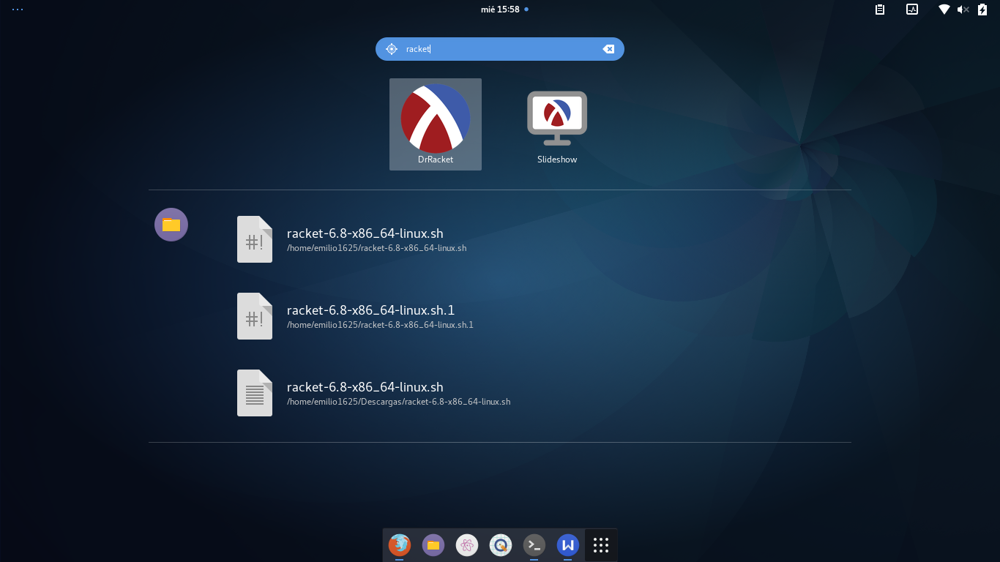 mié 15:58
racket
DrRacket
Slideshow
racket-6.8-x86_64-linux.sh
/home/emilio1625/racket-6.8-x86_64-linux.sh
racket-6.8-x86_64-linux.sh.1
/home/emilio1625/racket-6.8-x86_64-linux.sh.1
racket-6.8-x86_64-linux.sh
/home/emilio1625/Descargas/racket-6.8-x86_64-linux.sh